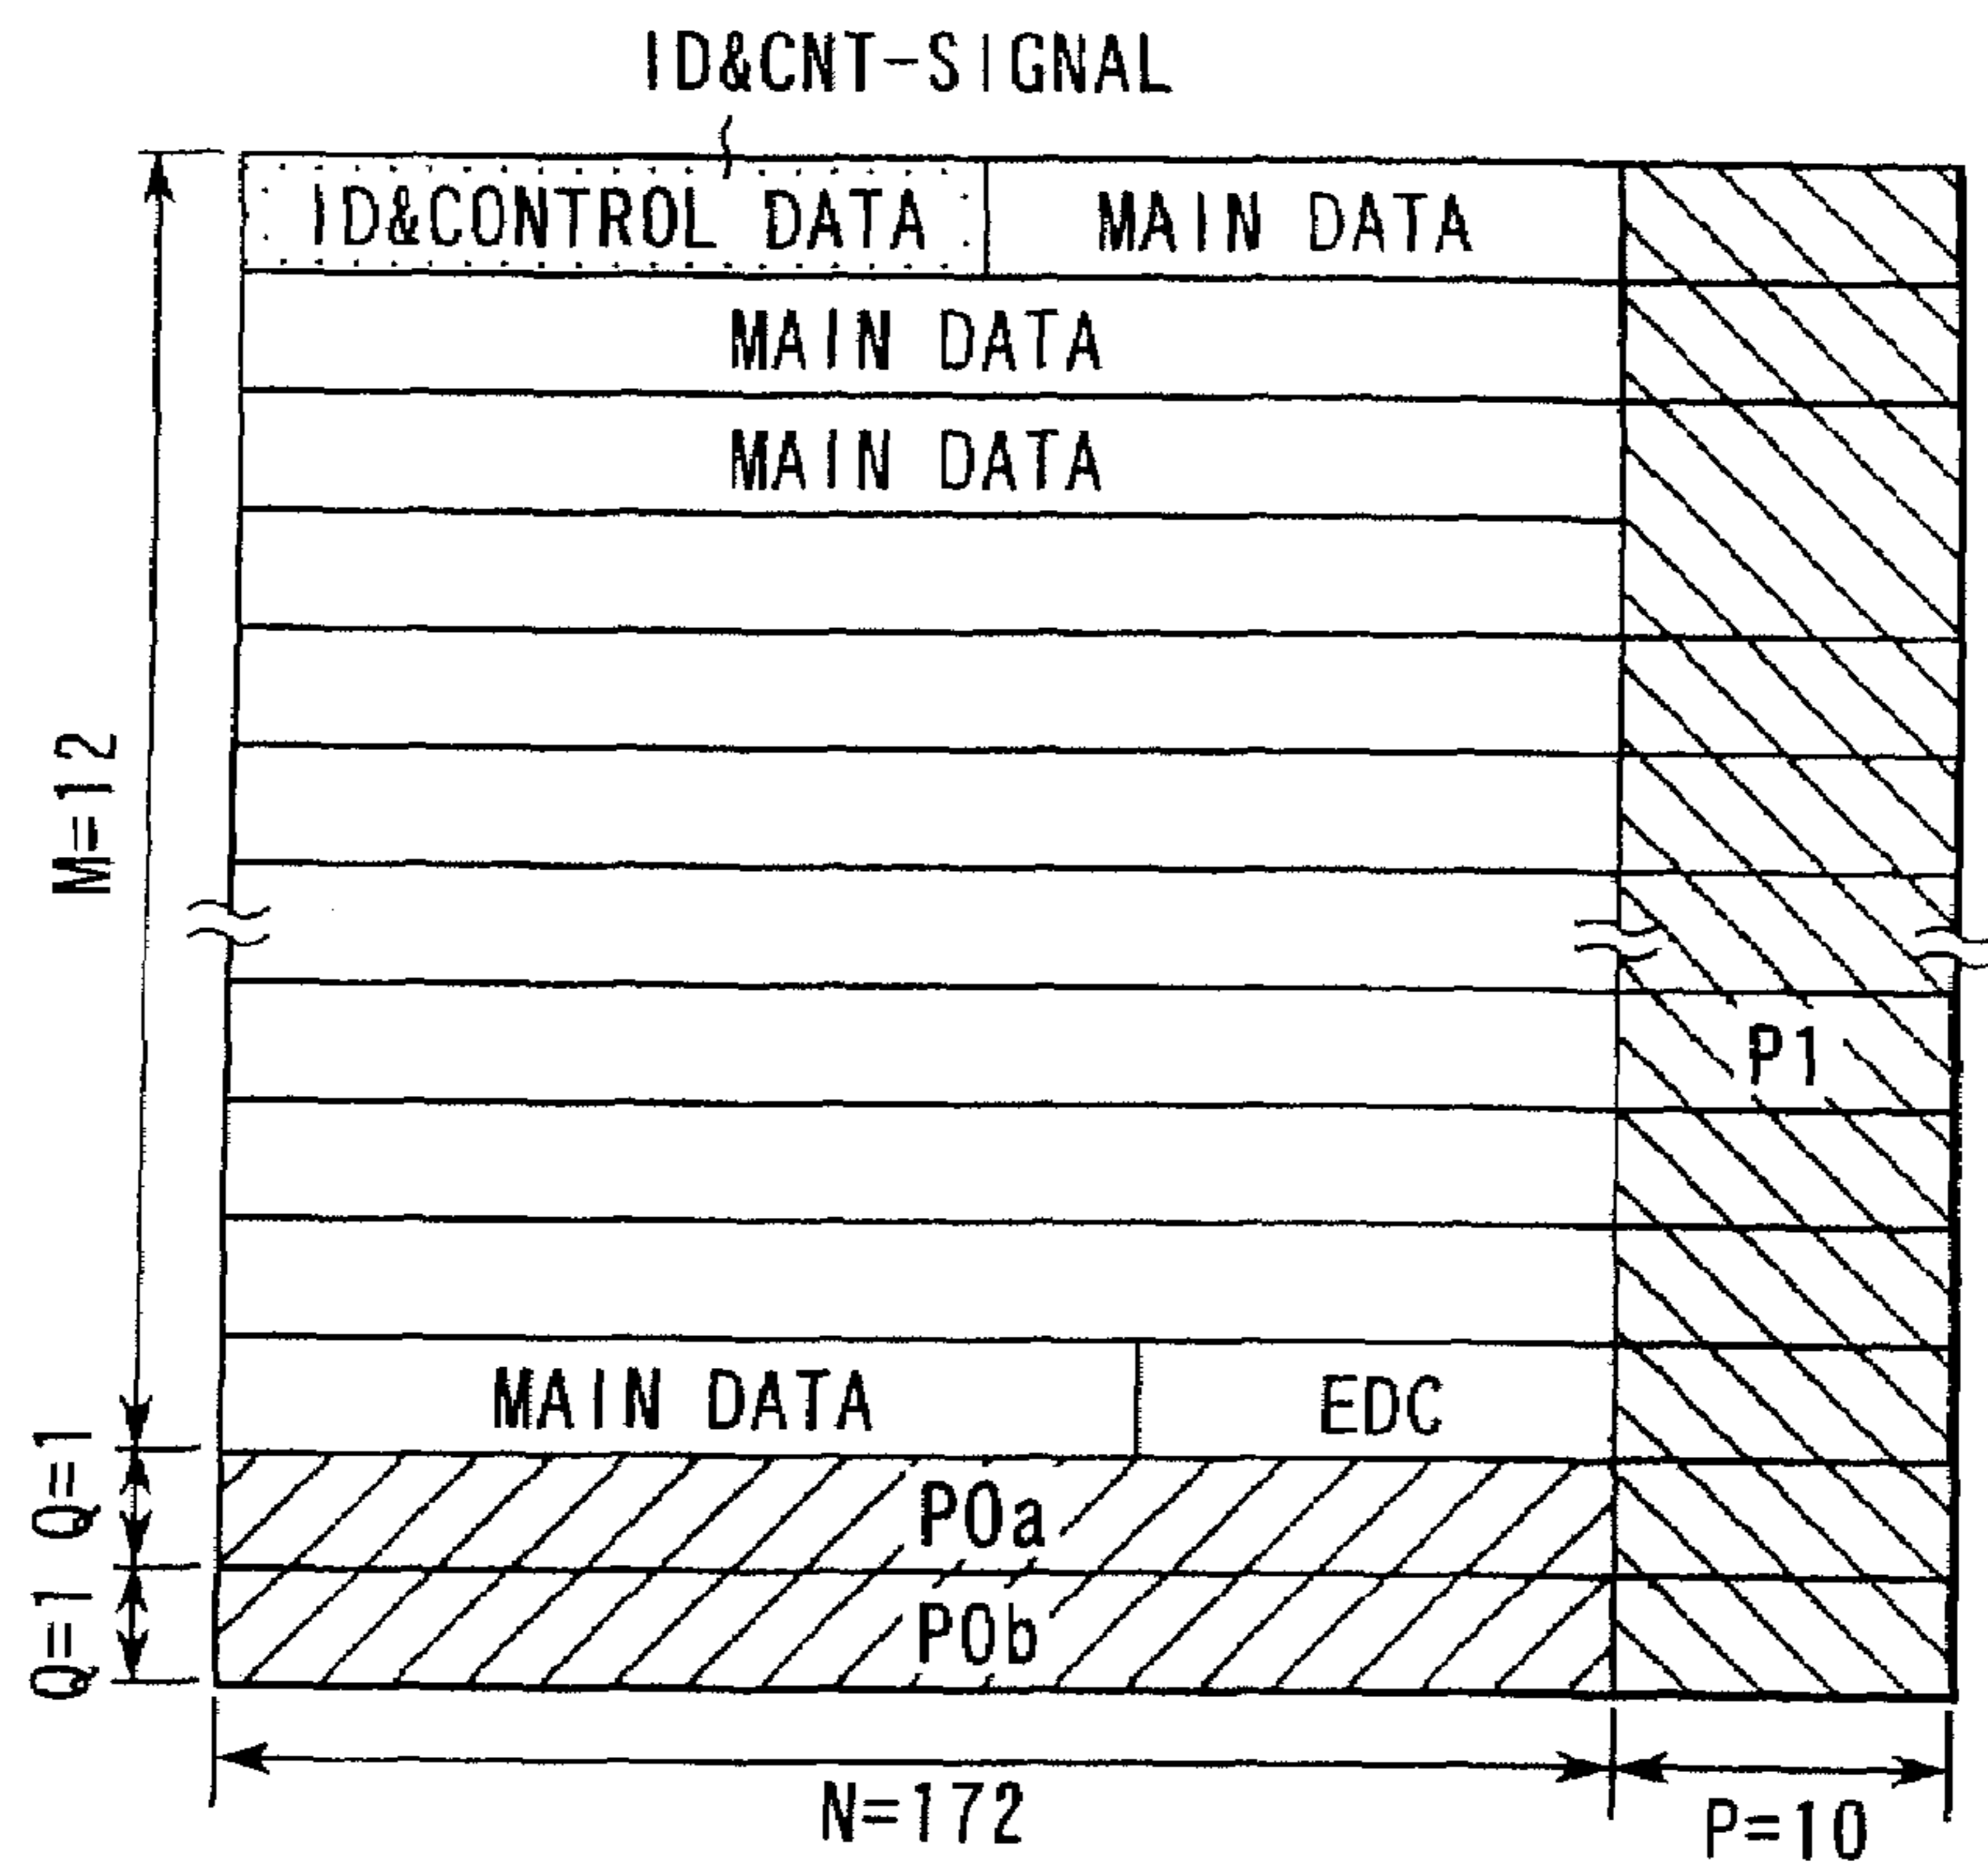 ID&CNT-SIGNAL
ID&CONTROL DATA MAIN DATA
MAIN DATA
MAIN DATA
M=12
P1
MAIN DATA EDC
Q=1 P0a
Q=1 P0b
N=172 P=10